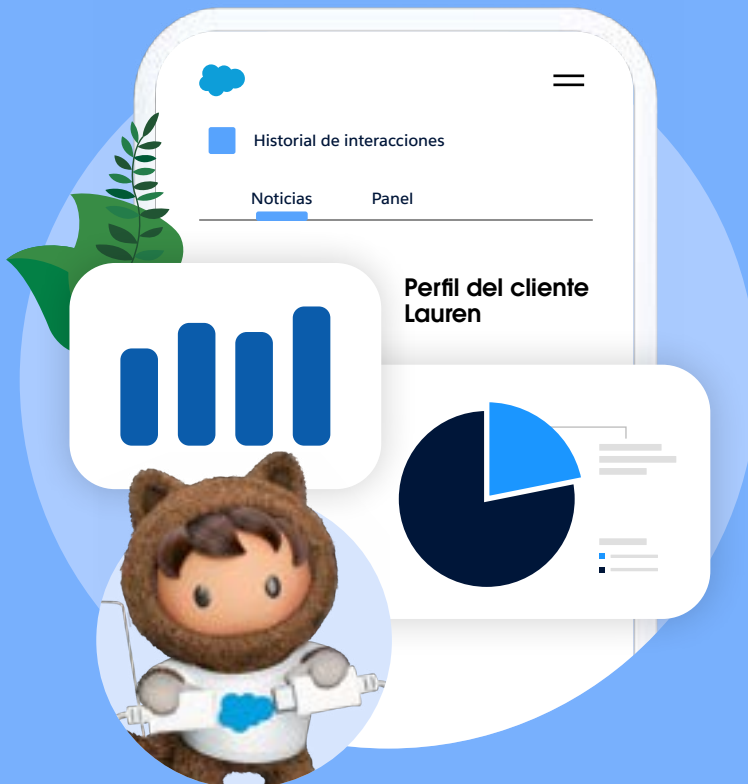 Historial de interacciones
Noticias
Panel
Perfil del cliente
Lauren